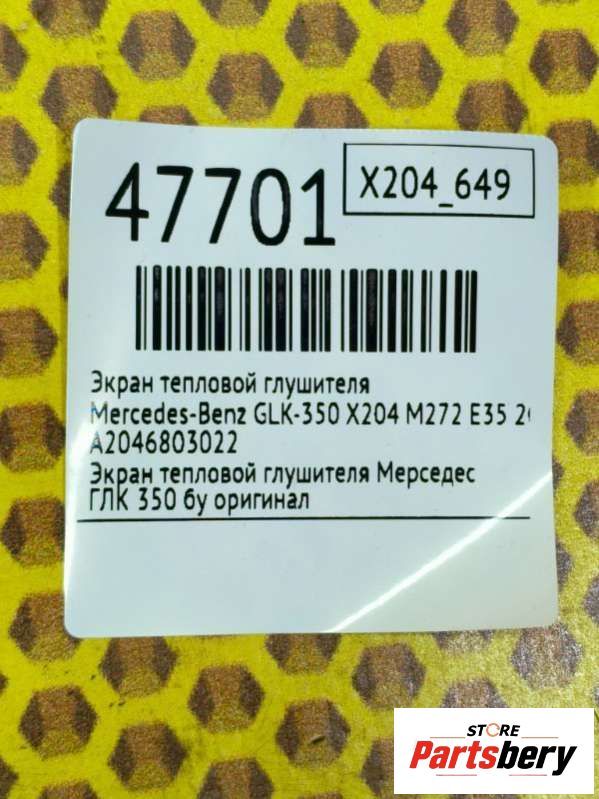 47701
X204_649
Экран тепловой глушителя
Mercedes-Benz GLK-350 X204 M272 E35
A2046803022
Экран тепловой глушителя Мерседес
ГЛК 350 бу оригинал
STORE
Partsbery